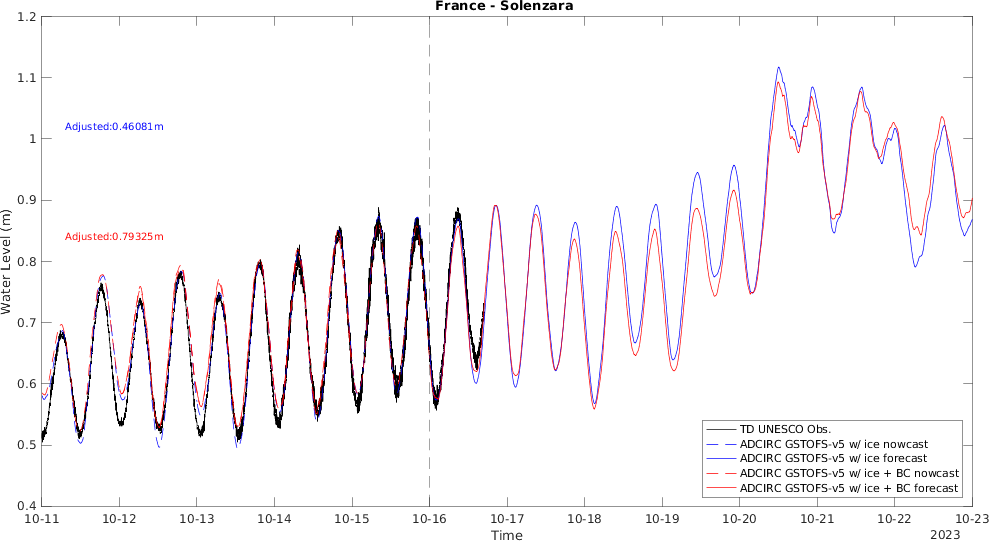 France - Solenzara
1.2
1.1
1
0.9
0.8
0.7
0.6
0.5
0.4
Water Level (m)
Adjusted:0.46081m
Adjusted:0.79325m
TD UNESCO Obs.
ADCIRC GSTOFS-v5 w/ ice nowcast
ADCIRC GSTOFS-v5 w/ ice forecast
ADCIRC GSTOFS-v5 w/ ice + BC nowcast
ADCIRC GSTOFS-v5 w/ ice + BC forecast
10-11 10-12 10-13 10-14 10-15 10-16 10-17 10-18 10-19 10-20 10-21 10-22 10-23
Time
2023